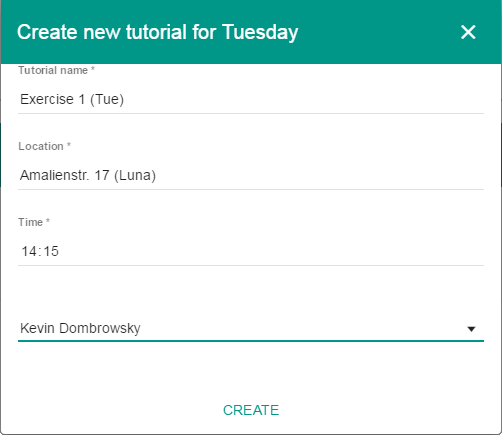 Create new tutorial for Tuesday
Tutorial name *
Exercise 1 (Tue)
Location *
Amalienstr. 17 (Luna)
Time *
14:15
Kevin Dombrowsky
CREATE